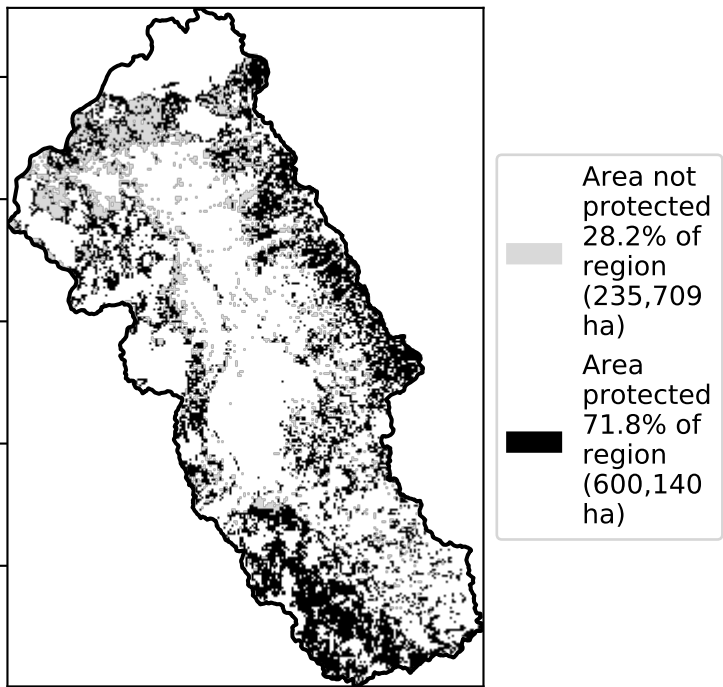 Area not
protected
28.2% of
region
(235,709
ha)
Area
protected
71.8% of
region
(600,140
ha)